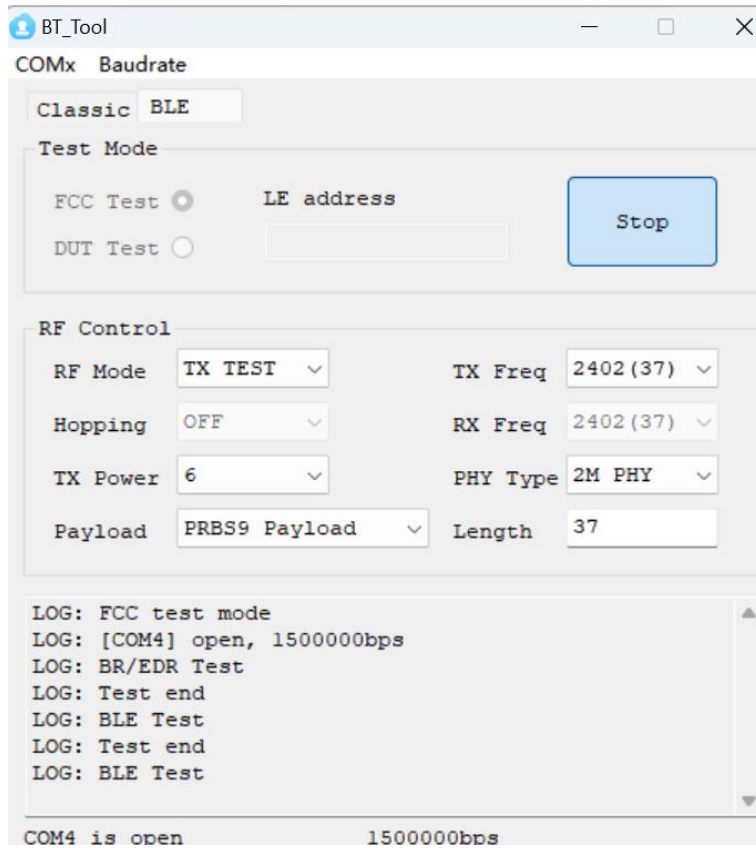 BT_Tool
COMx Baudrate
Classic BLE
Test Mode
FCC Test LE address
Stop
DUT Test
RF Control
RF Mode TX TEST TX Freq 2402(37)
Hopping OFF RX Freq 2402(37)
TX Power 6 PHY Type 2M PHY
Payload PRBS9 Payload Length 37
LOG: FCC test mode
LOG: [COM4] open, 1500000bps
LOG: BR/EDR Test
LOG: Test end
LOG: BLE Test
LOG: Test end
LOG: BLE Test
COM4 is open 1500000bps